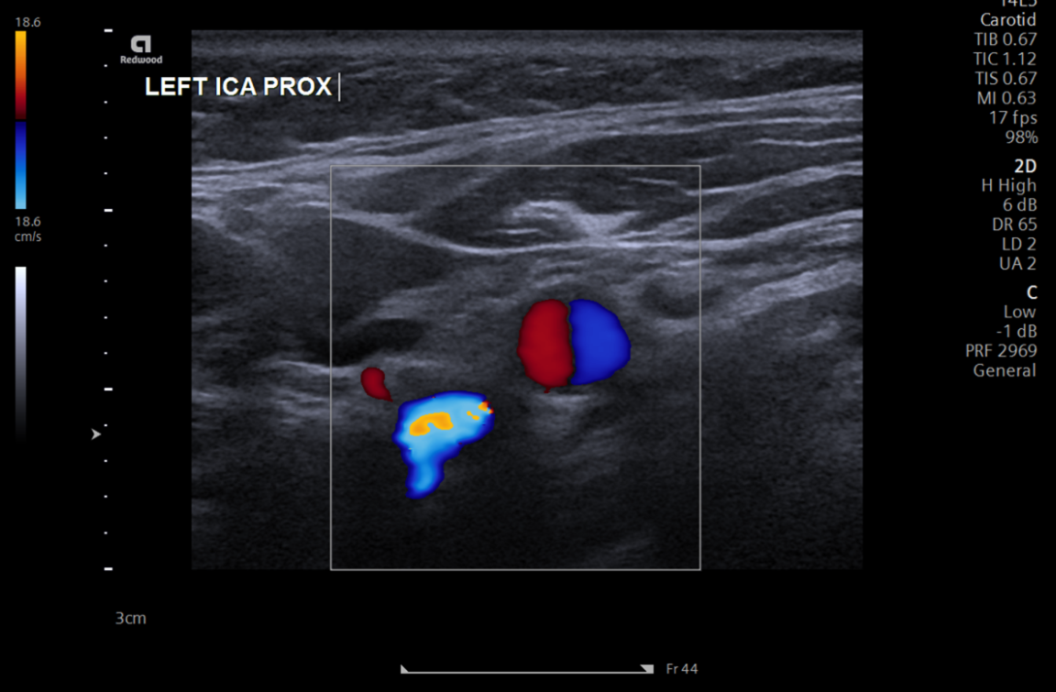 18.6
Redwood
LEFT ICA PROX
18.6
cm/s
3cm
Fr 44
Carotid
TIB 0.67
TIC 1.12
TIS 0.67
MI 0.63
17 fps
98%
2D
H High
6 dB
DR 65
LD 2
UA 2
C
Low
-1 dB
PRF 2969
General